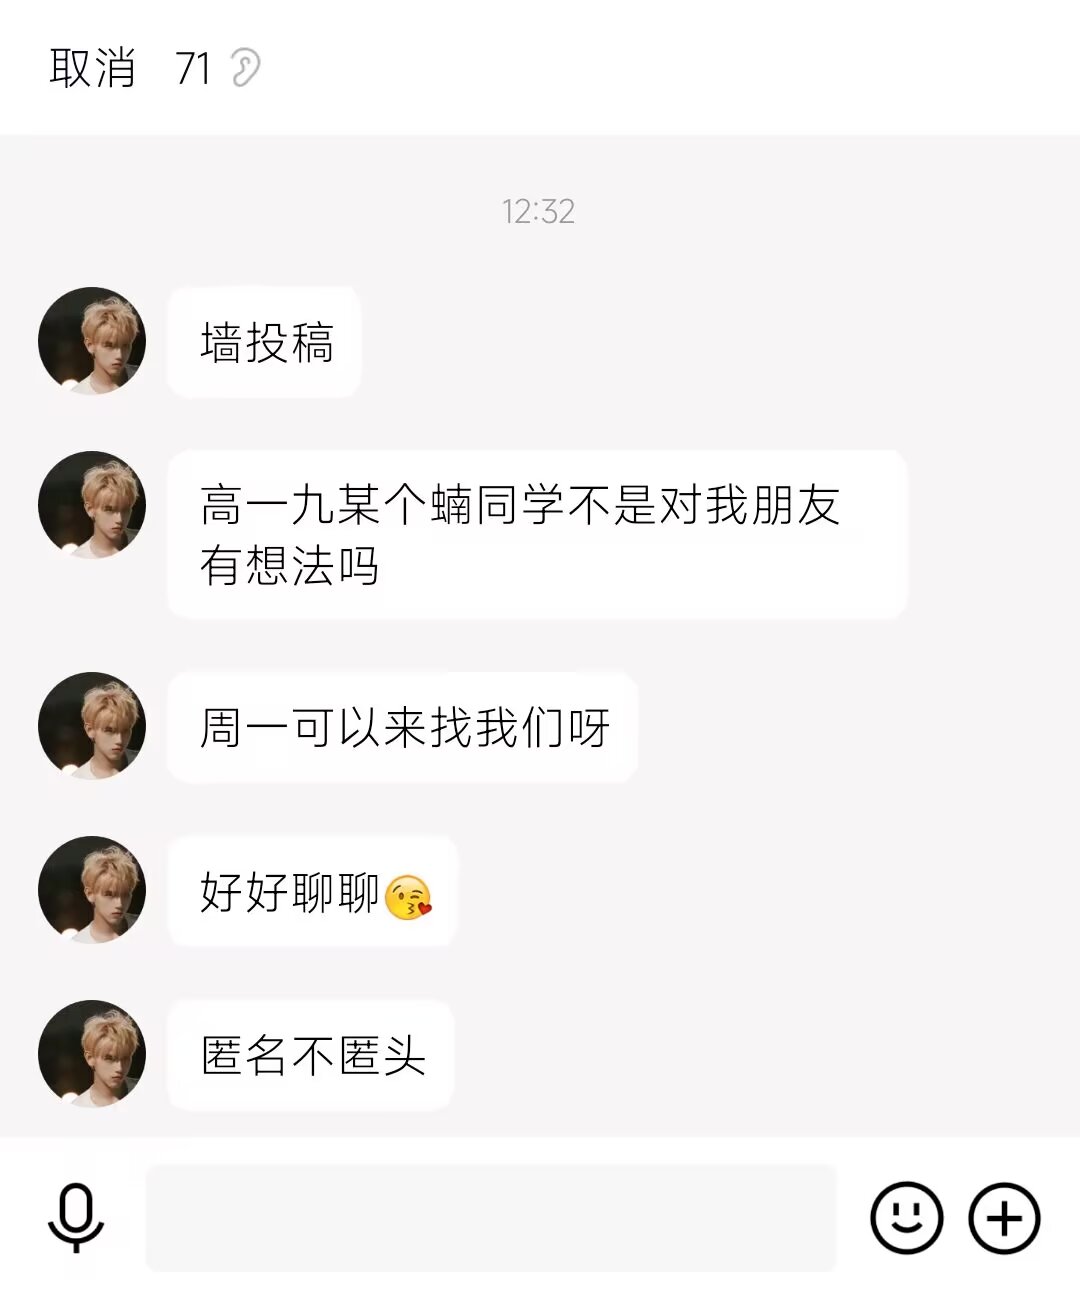 取消 71
12:32
墙投稿
高一九某个蝻同学不是对我朋友
有想法吗
周一可以来找我们呀
好好聊聊😘
匿名不匿头